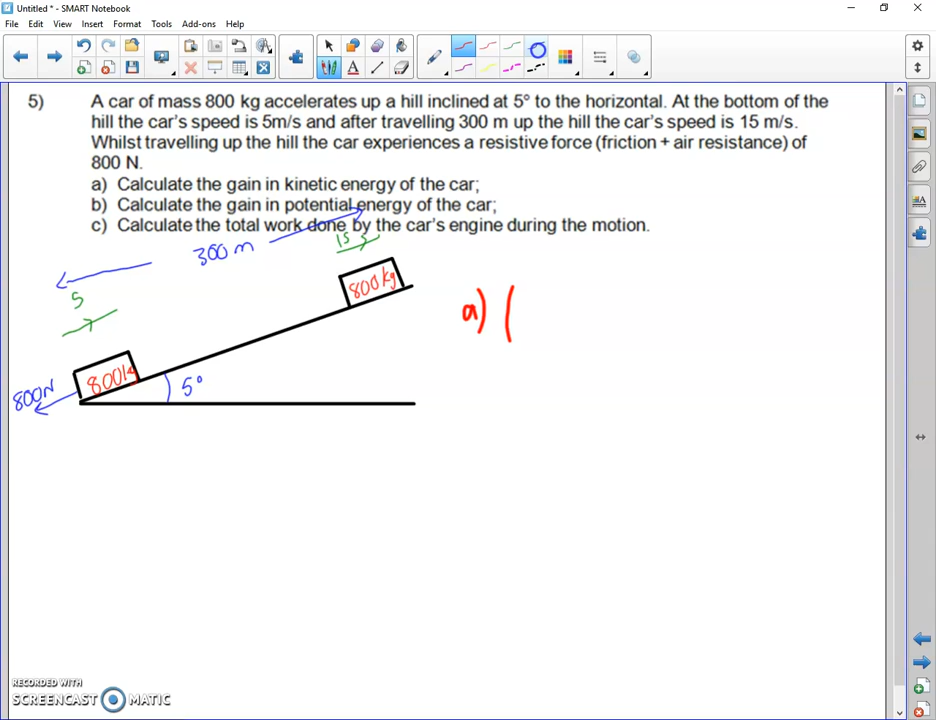 Untitled * - SMART Notebook
File Edit View Insert Format Tools Add-ons Help
5) A car of mass 800 kg accelerates up a hill inclined at 5° to the horizontal. At the bottom of the
hill the car's speed is 5m/s and after travelling 300 m up the hill the car's speed is 15 m/s.
Whilst travelling up the hill the car experiences a resistive force (friction + air resistance) of
800 N.
a) Calculate the gain in kinetic energy of the car;
b) Calculate the gain in potential energy of the car;
c) Calculate the total work done by the car's engine during the motion.
300 m
15
5
800kg
a) (
800k
5°
800N
RECORDED WITH
SCREENCAST MATIC